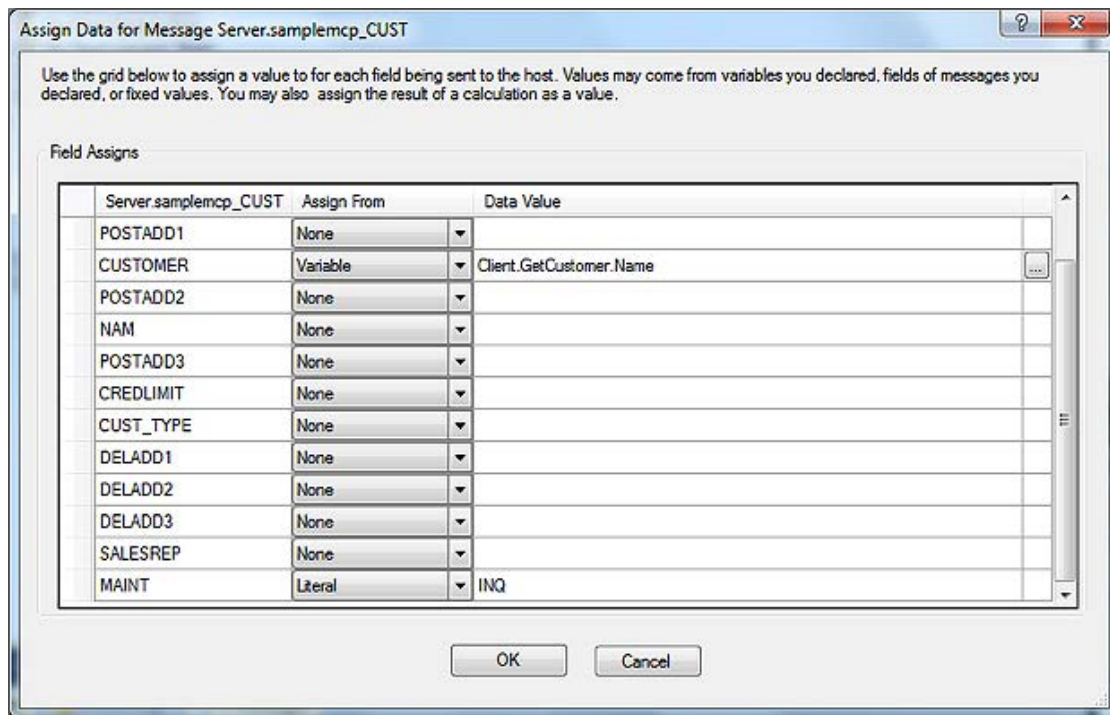 Assign Data for Message Server.samplemcp_CUST
?
Use the grid below to assign a value to for each field being sent to the host. Values may come from variables you declared, fields of messages you
declared, or fixed values. You may also assign the result of a calculation as a value.
Field Assigns
Server.samplemcp_CUST Assign From Data Value
POSTADD1 None
CUSTOMER Variable Client.GetCustomer.Name ...
POSTADD2 None
NAM None
POSTADD3 None
CREDLIMIT None
CUST_TYPE None
DELADD1 None
DELADD2 None
DELADD3 None
SALESREP None
MAINT Literal INQ
OK Cancel